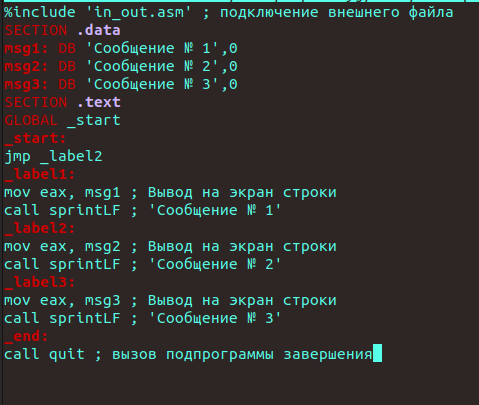 %include 'in_out.asm' ; подключение внешнего файла
SECTION .data
msg1: DB 'Сообщение № 1',0
msg2: DB 'Сообщение № 2',0
msg3: DB 'Сообщение № 3',0
SECTION .text
GLOBAL _start
_start:
jmp _label2
_label1:
mov eax, msg1 ; Вывод на экран строки
call sprintLF ; 'Сообщение № 1'
_label2:
mov eax, msg2 ; Вывод на экран строки
call sprintLF ; 'Сообщение № 2'
_label3:
mov eax, msg3 ; Вывод на экран строки
call sprintLF ; 'Сообщение № 3'
_end:
call quit ; вызов подпрограммы завершения